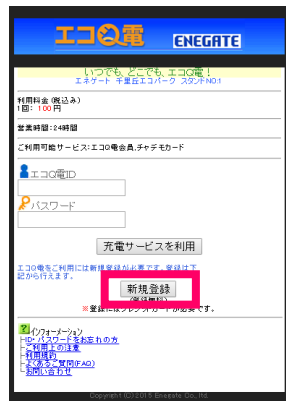 エコQ電 ENEGATE
いつでも、どこでも、エコQ電!
エネゲート 千里丘エコパーク スタンドNO.1
利用料金(税込み)
1回: 100 円
営業時間:24時間
ご利用可能サービス:エコQ電会員,チャデモカード
エコQ電ID
パスワード
充電サービスを利用
エコQ電をご利用には新規登録が必要です。登録は下
記から行えます。
新規登録
(登録無料)
※登録にはクレジットカードが必要です。
インフォーメーション
ID・パスワードをお忘れの方
ご利用上の注意
利用規約
よくあるご質問(FAQ)
お問い合わせ
Copyright (C)2015 Enegate Co., ltd.